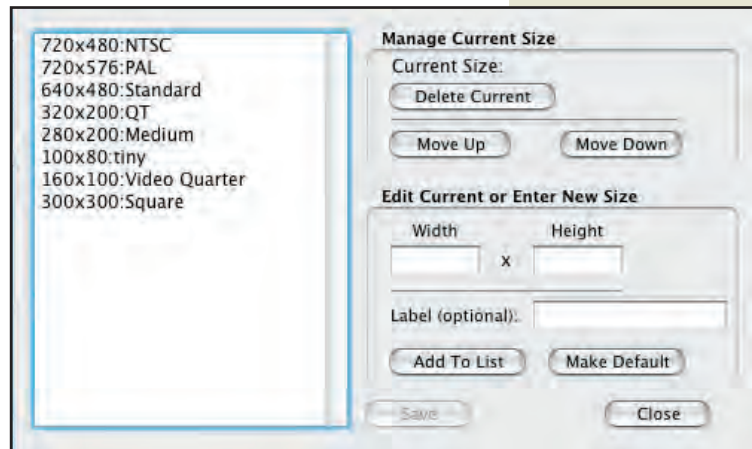 720x480:NTSC
720x576:PAL
640x480:Standard
320x200:QT
280x200:Medium
100x80:tiny
160x100:Video Quarter
300x300:Square
Manage Current Size
Current Size:
Delete Current
Move Up Move Down
Edit Current or Enter New Size
Width Height
x
Label (optional):
Add To List Make Default
Save Close